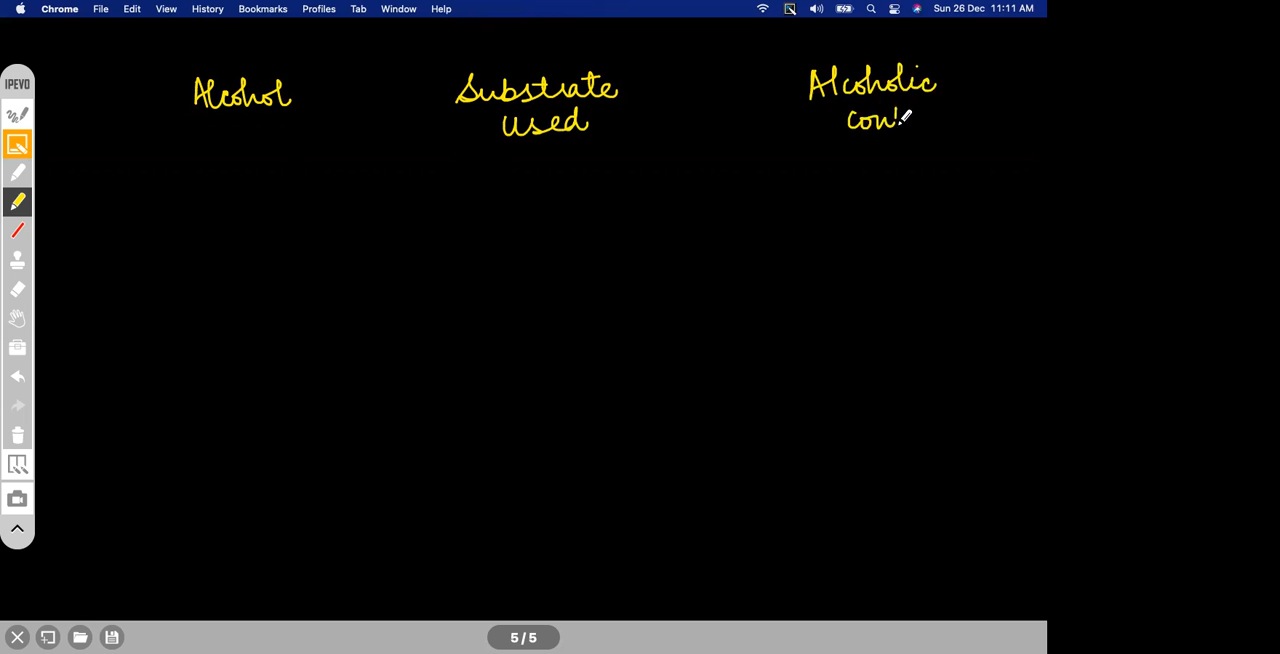 Chrome File Edit View History Bookmarks Profiles Tab Window Help Sun 26 Dec 11:11 AM
IPEVO
Alcohol Substrate Alcoholic
used con
5/5